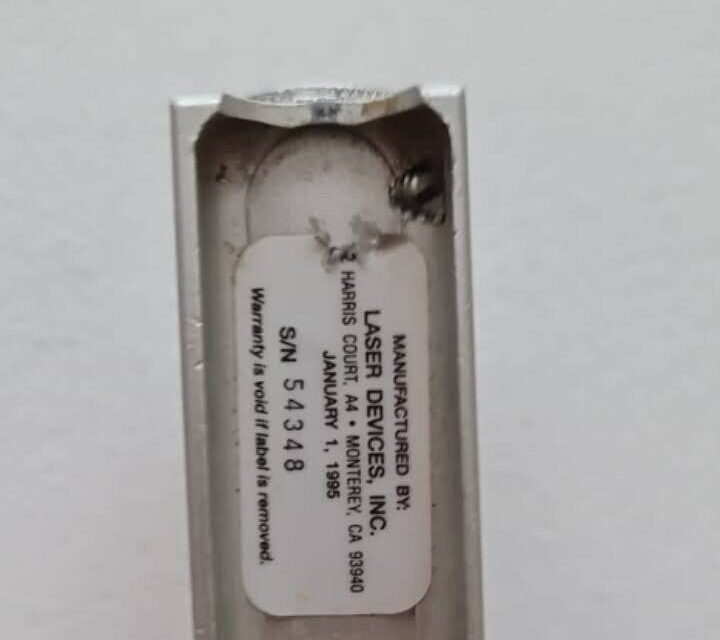 MANUFACTURED BY:
LASER DEVICES, INC.
HARRIS COURT, A4 • MONTEREY, CA 93940
JANUARY 1, 1995
S/N 54348
Warranty is void if label is removed.